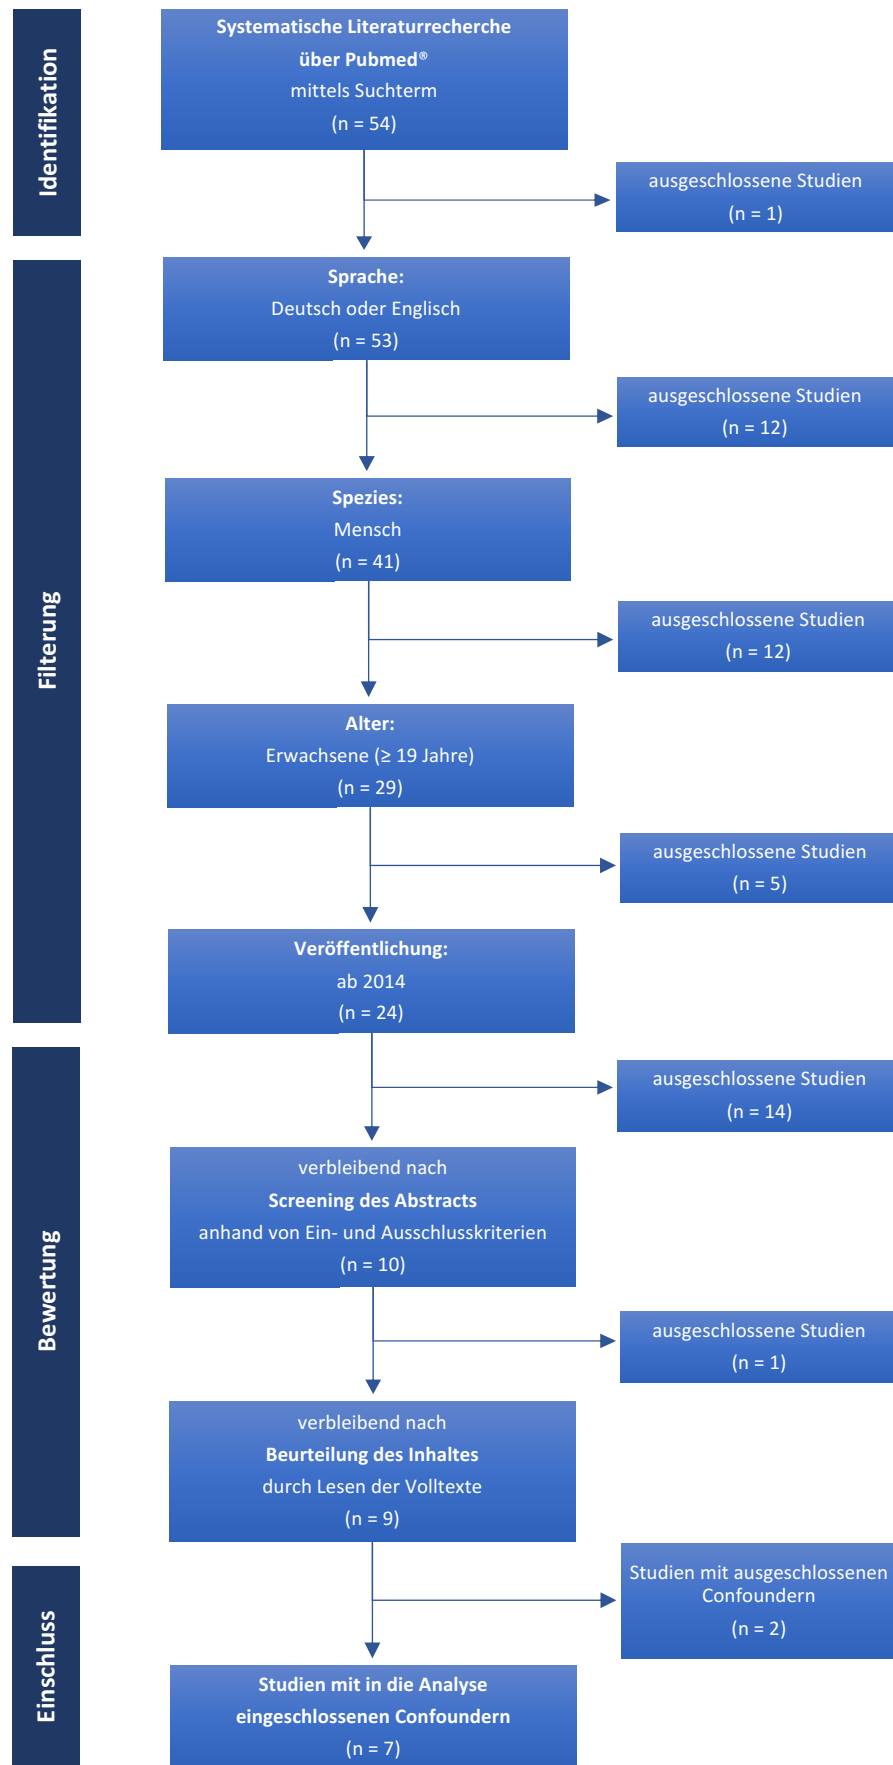 Identifikation
Systematische Literaturrecherche
über Pubmed®
mittels Suchterm
(n = 54)
ausgeschlossene Studien
(n = 1)
Filterung
Sprache:
Deutsch oder Englisch
(n = 53)
ausgeschlossene Studien
(n = 12)
Spezies:
Mensch
(n = 41)
ausgeschlossene Studien
(n = 12)
Alter:
Erwachsene (≥ 19 Jahre)
(n = 29)
ausgeschlossene Studien
(n = 5)
Veröffentlichung:
ab 2014
(n = 24)
Bewertung
ausgeschlossene Studien
(n = 14)
verbleibend nach
Screening des Abstracts
anhand von Ein- und Ausschlusskriterien
(n = 10)
ausgeschlossene Studien
(n = 1)
verbleibend nach
Beurteilung des Inhaltes
durch Lesen der Volltexte
(n = 9)
Einschluss
Studien mit ausgeschlossenen
Confoundern
(n = 2)
Studien mit in die Analyse
eingeschlossenen Confoundern
(n = 7)